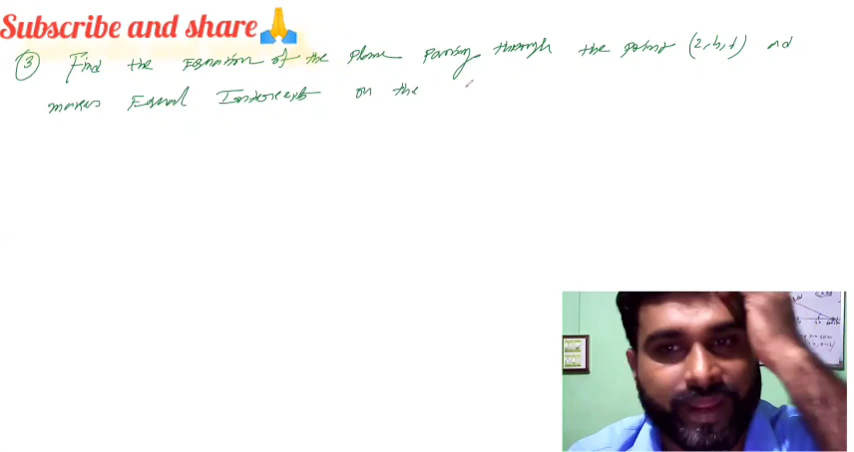 Subscribe and share🙏
③ Find the Equation of the plane passing through the point (2, 4, 1) and
makes Equal Intercepts on the